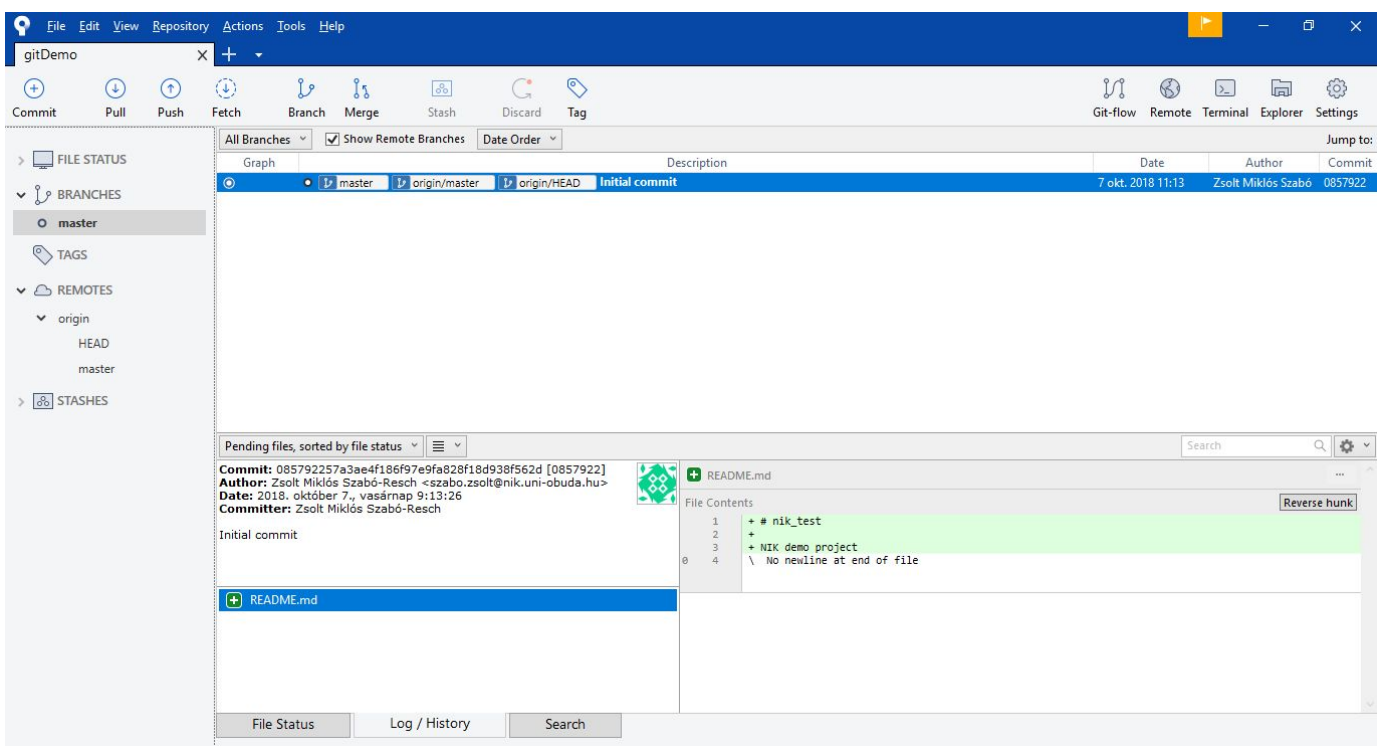 File Edit View Repository Actions Tools Help
gitDemo
Commit Pull Push Fetch Branch Merge Stash Discard Tag Git-flow Remote Terminal Explorer Settings
All Branches Show Remote Branches Date Order Jump to:
Graph Description Date Author Commit
master origin/master origin/HEAD Initial commit 7 okt. 2018 11:13 Zsolt Miklós Szabó 0857922
FILE STATUS
BRANCHES
master
TAGS
REMOTES
origin
HEAD
master
STASHES
Pending files, sorted by file status Search
Commit: 085792257a3ae4f186f97e9fa828f18d938f562d [0857922]
Author: Zsolt Miklós Szabó-Resch <szabo.zsolt@nik.uni-obuda.hu>
Date: 2018. október 7., vasárnap 9:13:26
Committer: Zsolt Miklós Szabó-Resch
Initial commit
README.md
README.md ...
File Contents Reverse hunk
1 + # nik_test
2 +
3 + NIK demo project
0 4 \ No newline at end of file
File Status Log / History Search